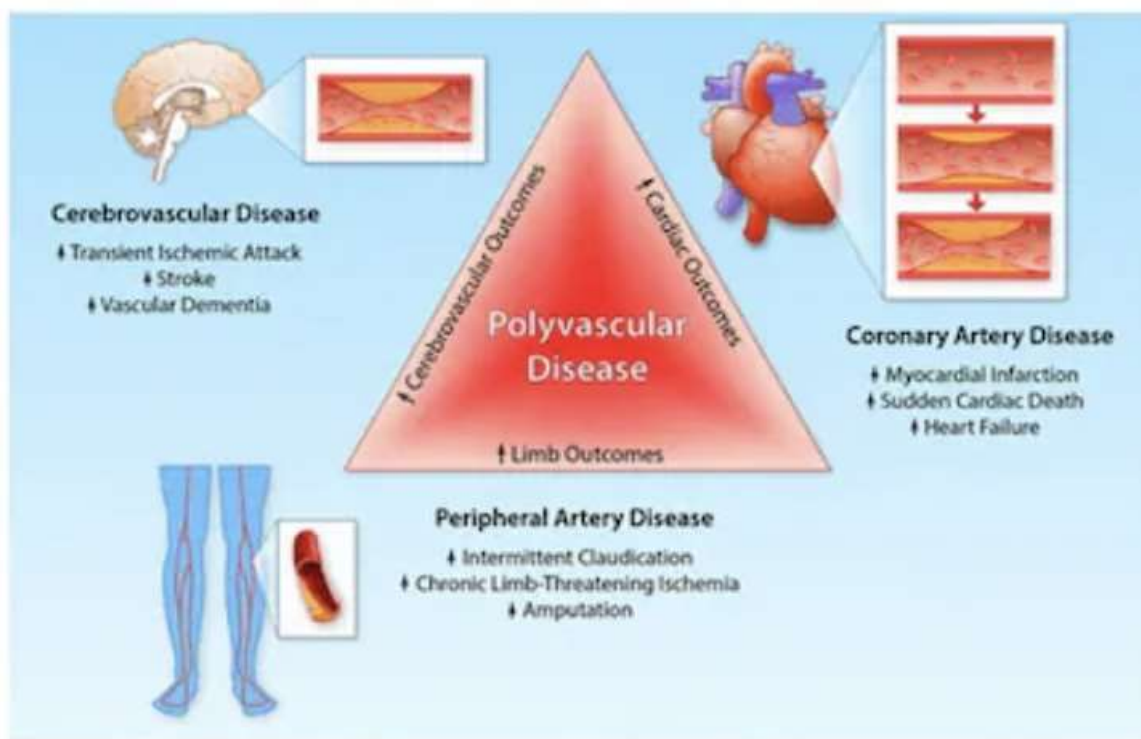 Cerebrovascular Disease
⬆ Transient Ischemic Attack
⬆ Stroke
⬆ Vascular Dementia
⬆ Cerebrovascular Outcomes
⬆ Cardiac Outcomes
Polyvascular
Disease
⬆ Limb Outcomes
Coronary Artery Disease
⬆ Myocardial Infarction
⬆ Sudden Cardiac Death
⬆ Heart Failure
Peripheral Artery Disease
⬆ Intermittent Claudication
⬆ Chronic Limb-Threatening Ischemia
⬆ Amputation